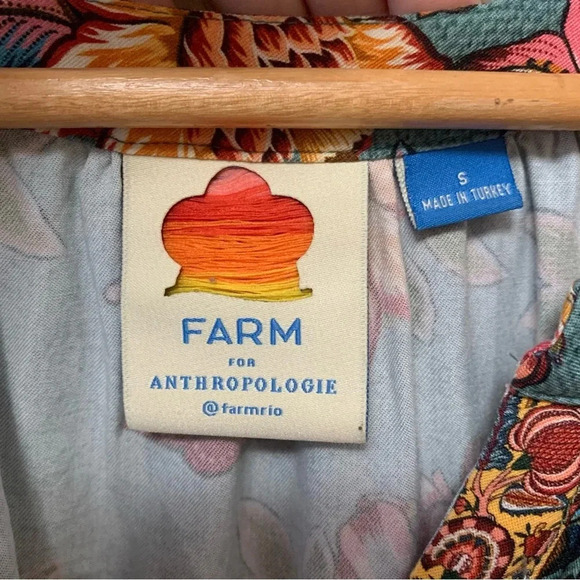 S
MADE IN TURKEY
FARM
FOR
ANTHROPOLOGIE
@farmrio